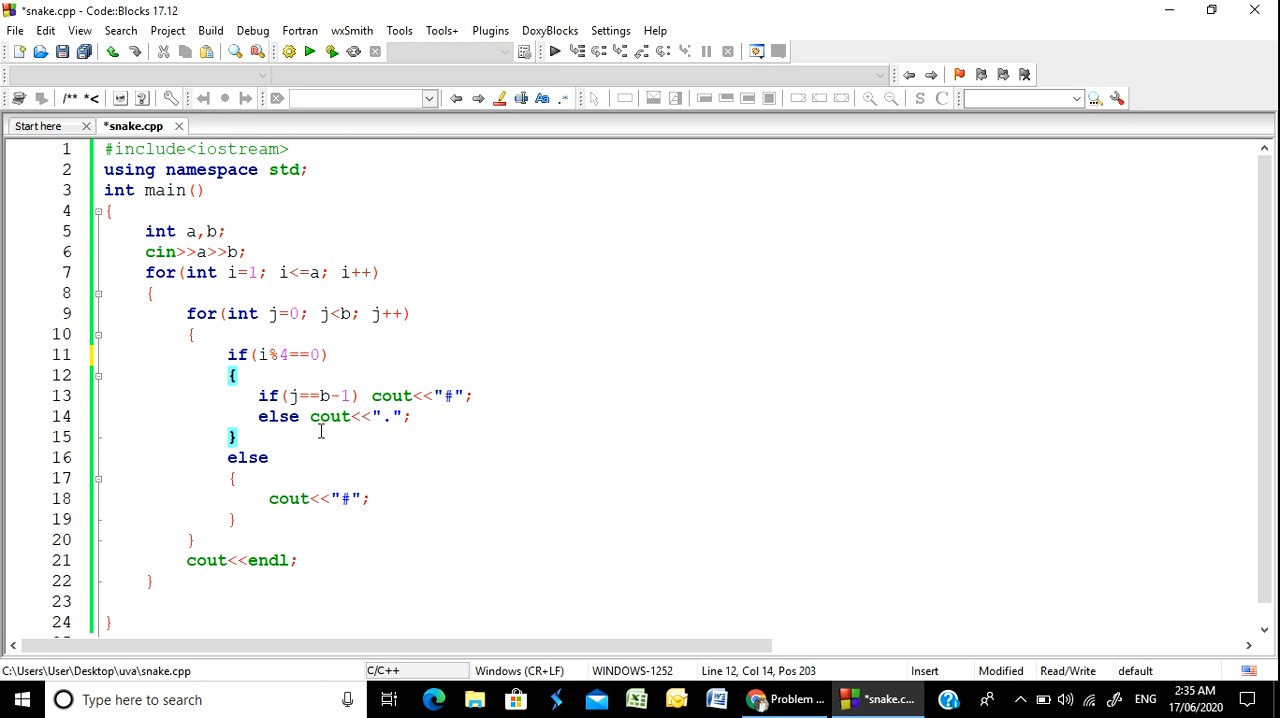 *snake.cpp - Code::Blocks 17.12
File Edit View Search Project Build Debug Fortran wxSmith Tools Tools+ Plugins DoxyBlocks Settings Help
/** *<
S C
Start here *snake.cpp
1 #include<iostream>
2 using namespace std;
3 int main()
4 {
5 int a,b;
6 cin>>a>>b;
7 for(int i=1; i<=a; i++)
8 {
9 for(int j=0; j<b; j++)
10 {
11 if(i%4==0)
12 {
13 if(j==b-1) cout<<"#";
14 else cout<<".";
15 }
16 else
17 {
18 cout<<"#";
19 }
20 }
21 cout<<endl;
22 }
23
24 }
C:\Users\User\Desktop\uva\snake.cpp C/C++ Windows (CR+LF) WINDOWS-1252 Line 12, Col 14, Pos 203 Insert Modified Read/Write default
Type here to search Problem ... *snake.c... ENG 2:35 AM
17/06/2020